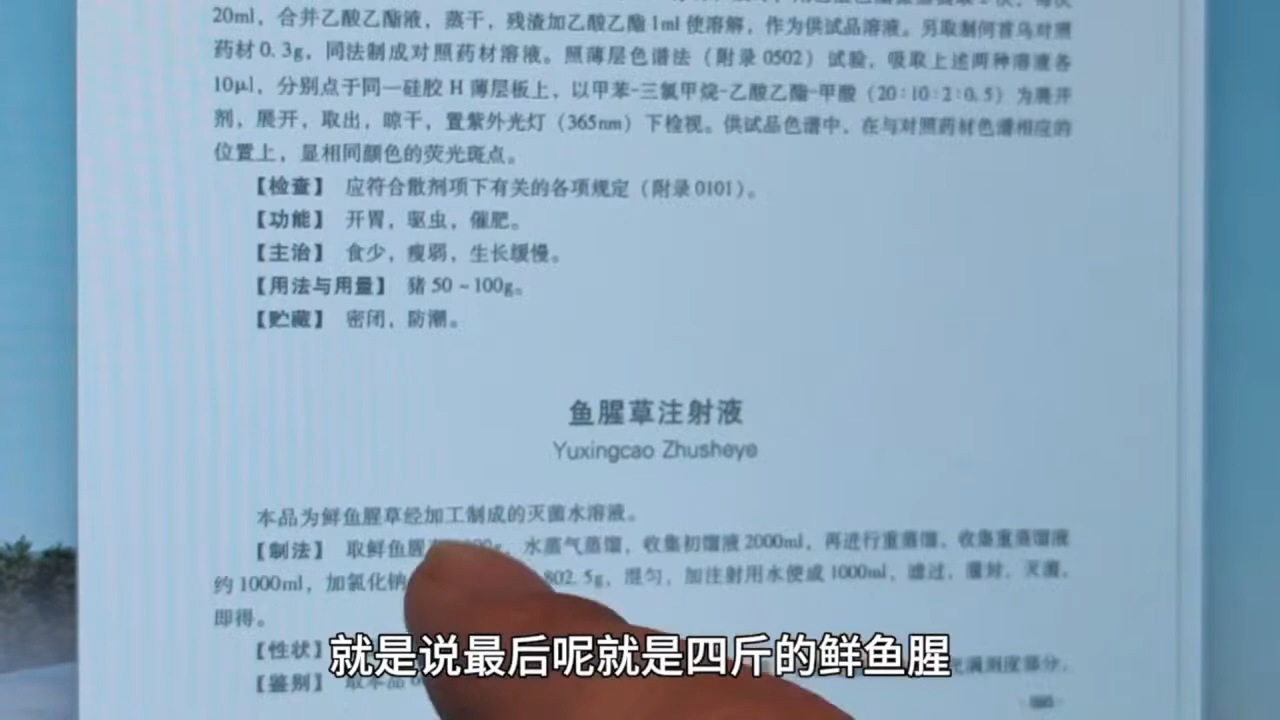 20ml，合并乙酸乙酯液，蒸干，残渣加乙酸乙酯1ml使溶解，作为供试品溶液。另取制何首乌对照
药材0.3g，同法制成对照药材溶液。照薄层色谱法（附录0502）试验，吸取上述两种溶液各
10μl，分别点于同一硅胶H薄层板上，以甲苯-三氯甲烷-乙酸乙酯-甲酸（20:10:2:0.5）为展开
剂，展开，取出，晾干，置紫外光灯（365nm）下检视。供试品色谱中，在与对照药材色谱相应的
位置上，显相同颜色的荧光斑点。
【检查】 应符合散剂项下有关的各项规定（附录0101）。
【功能】 开胃，驱虫，催肥。
【主治】 食少，瘦弱，生长缓慢。
【用法与用量】 猪50~100g。
【贮藏】 密闭，防潮。
鱼腥草注射液
Yuxingcao Zhusheye
本品为鲜鱼腥草经加工制成的灭菌水溶液。
【制法】 取鲜鱼腥 水蒸气蒸馏，收集初馏液2000ml，再进行重蒸馏，收集重蒸馏液
约1000ml，加氯化钠 802.5g，混匀，加注射用水使成1000ml，滤过，灌封，灭菌，
即得。
【性状】
【鉴别】 取本品
就是说最后呢就是四斤的鲜鱼腥